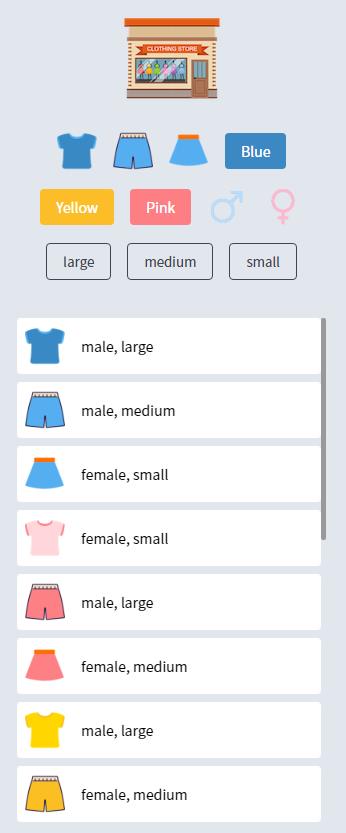 CLOTHING STORE
Blue
Yellow Pink
large medium small
male, large
male, medium
female, small
female, small
male, large
female, medium
male, large
female, medium